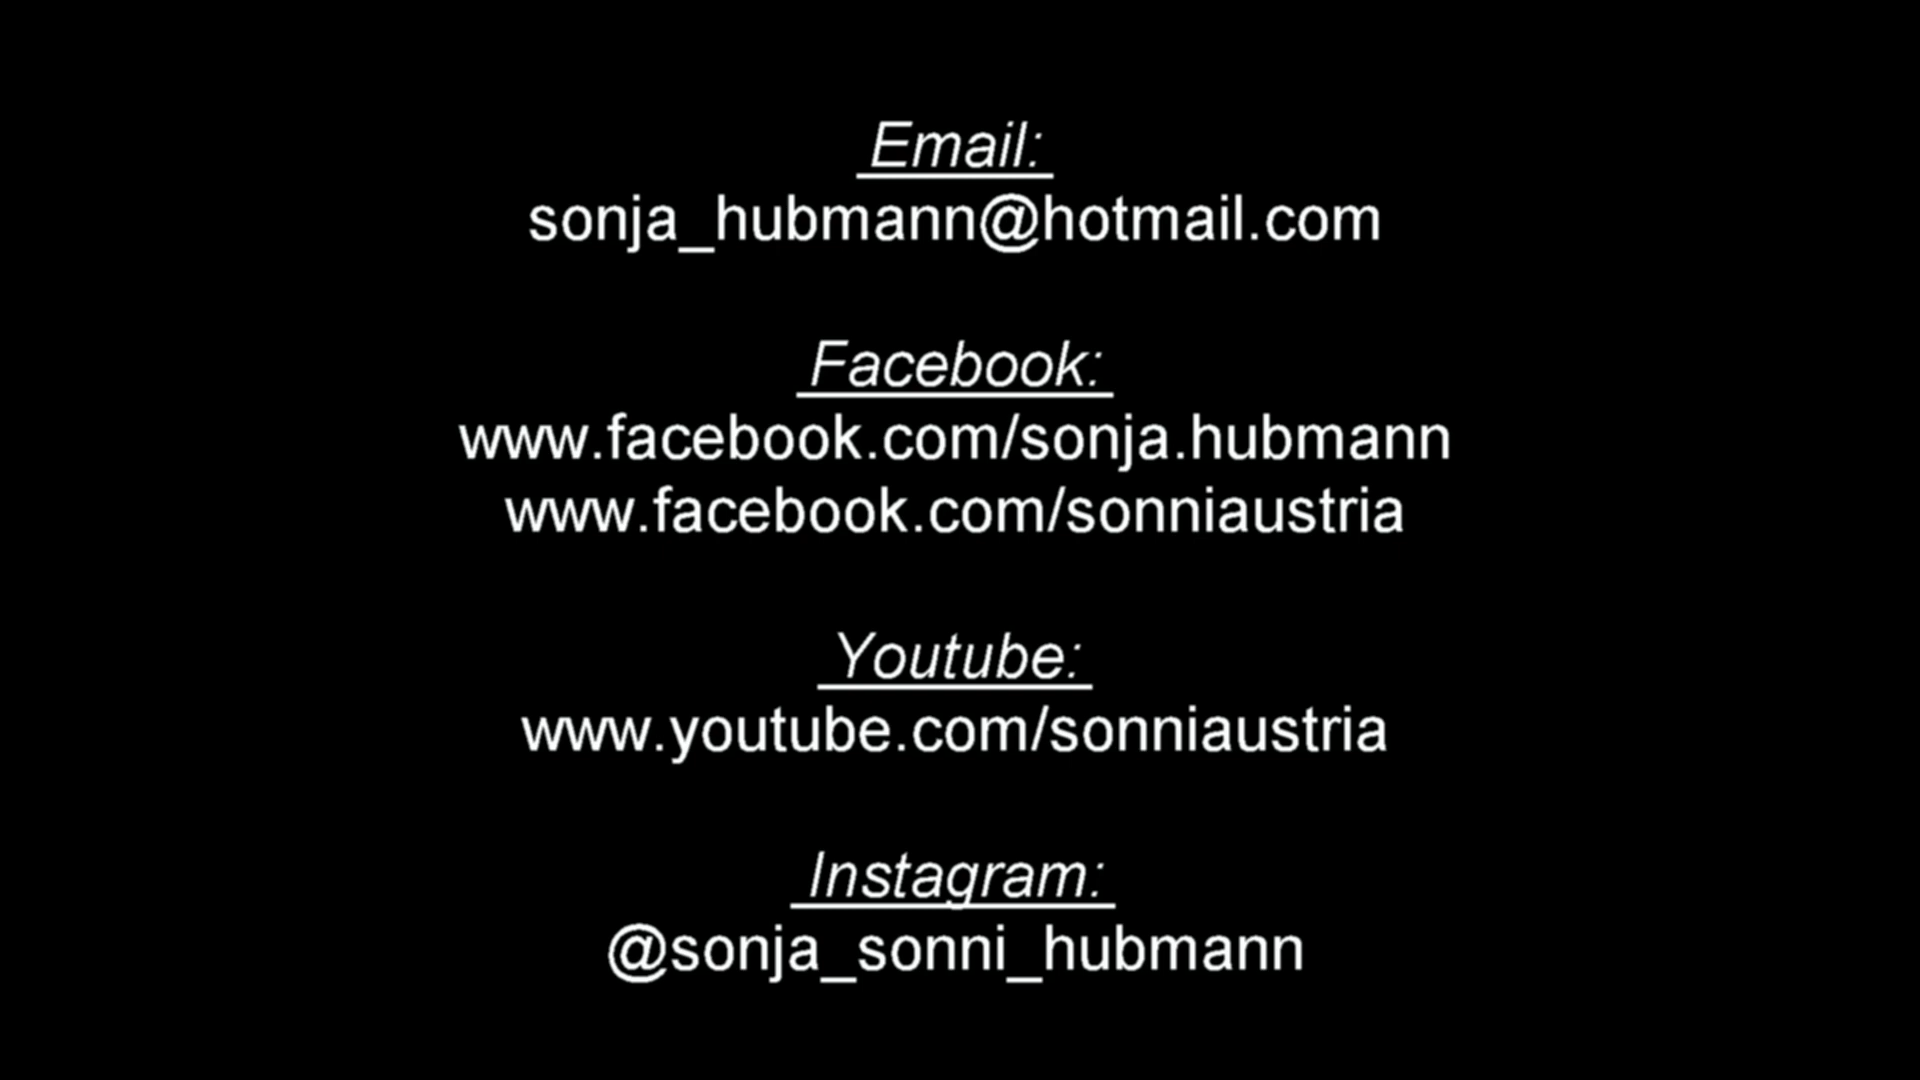 Email:
sonja_hubmann@hotmail.com
Facebook:
www.facebook.com/sonja.hubmann
www.facebook.com/sonniaustria
Youtube:
www.youtube.com/sonniaustria
Instagram:
@sonja_sonni_hubmann